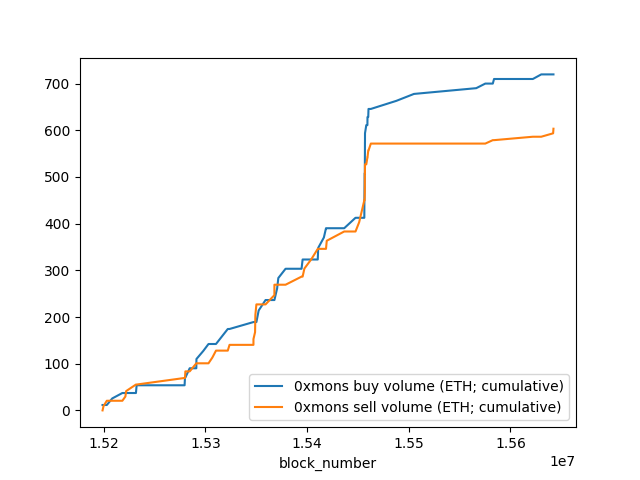 700
600
500
400
300
200
100
0
0xmons buy volume (ETH; cumulative)
0xmons sell volume (ETH; cumulative)
1.52 1.53 1.54 1.55 1.56
1e7
block_number